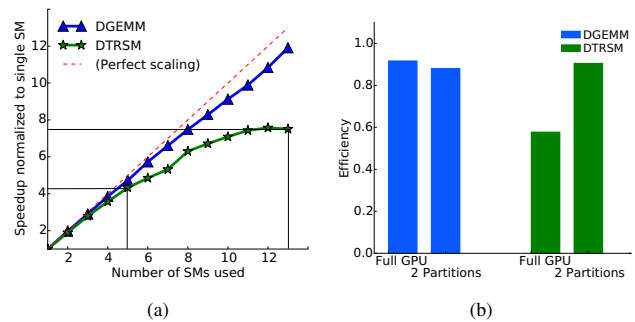 DGEMM
DTRSM
(Perfect scaling)
Speedup normalized to single SM
12
10
8
6
4
2
2 4 6 8 10 12
Number of SMs used
(a)
DGEMM
DTRSM
Efficiency
1.0
0.8
0.6
0.4
0.2
0.0
Full GPU
2 Partitions
Full GPU
2 Partitions
(b)